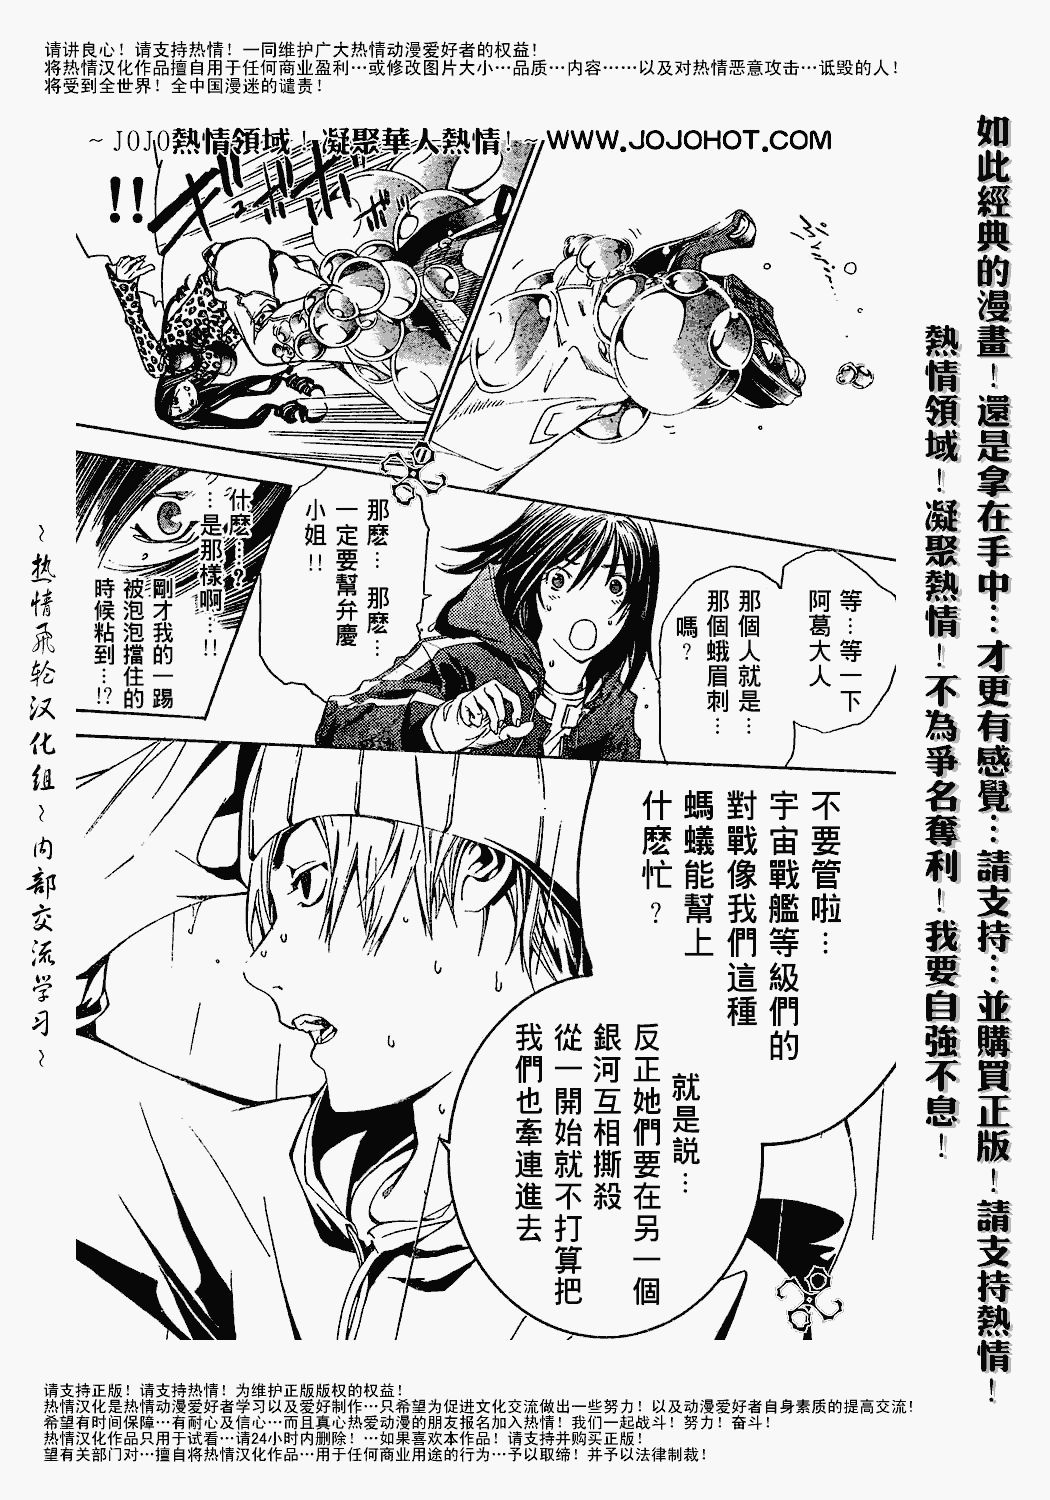 请讲良心！请支持热情！一同维护广大热情动漫爱好者的权益！
将热情汉化作品擅自用于任何商业盈利…或修改图片大小…品质…内容……以及对热情恶意攻击…诋毁的人！
将受到全世界！全中国漫迷的谴责！
~JOJO熱情領域！凝聚華人熱情！~WWW.JOJOHOT.COM
如此經典的漫畫！還是拿在手中…才更有感覺…請支持…並購買正版！請支持熱情！
熱情領域！凝聚熱情！不為爭名奪利！我要自強不息！
!!
等…等一下
阿葛大人
那個人就是…
那個蛾眉刺…
嗎？
那麽… 那麽…
一定要幫弁慶
小姐!!
什麽…?
…是那樣啊…!!
剛才我的一踢
被泡泡擋住的
時候粘到…!?
不要管啦…
宇宙戰艦等級們的
對戰像我們這種
螞蟻能幫上
什麽忙？
就是説…
反正她們要在另一個
銀河互相撕殺
從一開始就不打算把
我們也牽連進去
~热情飛轮汉化组~内部交流学习~
请支持正版！请支持热情！为维护正版版权的权益！
热情汉化是热情动漫爱好者学习以及爱好制作…只希望为促进文化交流做出一些努力！以及动漫爱好者自身素质的提高交流！
希望有时间保障…有耐心及信心…而且真心热爱动漫的朋友报名加入热情！我们一起战斗！努力！奋斗！
热情汉化作品只用于试看…请24小时内删除！…如果喜欢本作品！请支持并购买正版！
望有关部门对…擅自将热情汉化作品…用于任何商业用途的行为…予以取缔！并予以法律制裁！